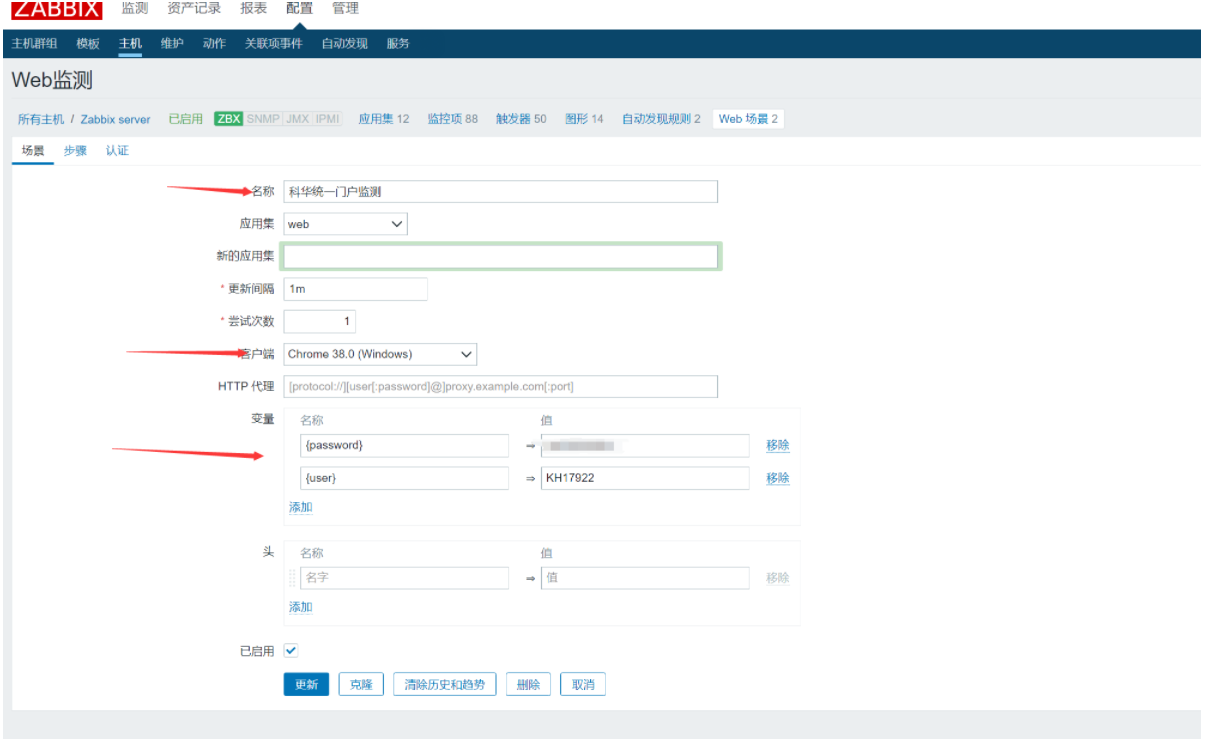 ZABBIX 监测 资产记录 报表 配置 管理
主机群组 模板 主机 维护 动作 关联项事件 自动发现 服务
Web监测
所有主机 / Zabbix server 已启用 ZBX SNMP JMX IPMI 应用集 12 监控项 88 触发器 50 图形 14 自动发现规则 2 Web 场景 2
场景 步骤 认证
名称 科华统一门户监测
应用集 web
新的应用集
* 更新间隔 1m
* 尝试次数 1
客户端 Chrome 38.0 (Windows)
HTTP 代理 [protocol://][user[:password]@]proxy.example.com[:port]
变量 名称 值
{password} ⇒ 移除
{user} ⇒ KH17922 移除
添加
头 名称 值
名字 ⇒ 值 移除
添加
已启用
更新 克隆 清除历史和趋势 删除 取消